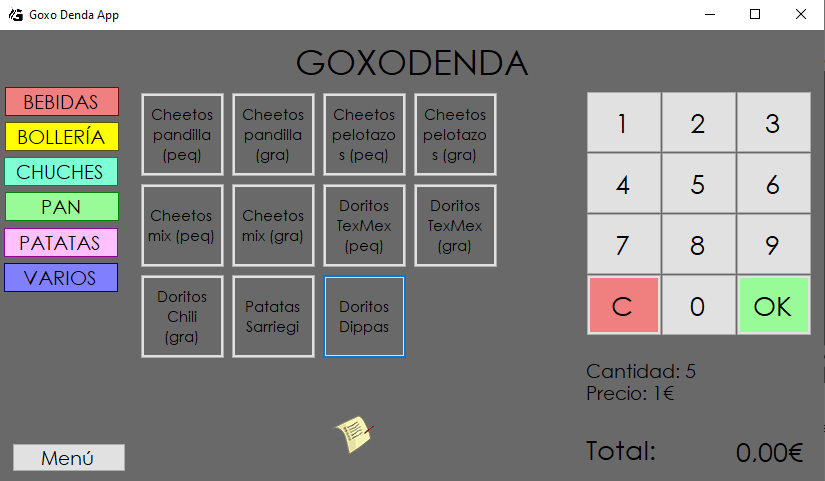 Goxo Denda App
GOXODENDA
BEBIDAS
BOLLERÍA
CHUCHES
PAN
PATATAS
VARIOS
Cheetos
pandilla
(peq)
Cheetos
pandilla
(gra)
Cheetos
pelotazo
s (peq)
Cheetos
pelotazo
s (gra)
Cheetos
mix (peq)
Cheetos
mix (gra)
Doritos
TexMex
(peq)
Doritos
TexMex
(gra)
Doritos
Chili
(gra)
Patatas
Sarriegi
Doritos
Dippas
1 2 3
4 5 6
7 8 9
C 0 OK
Cantidad: 5
Precio: 1€
Total: 0,00€
Menú